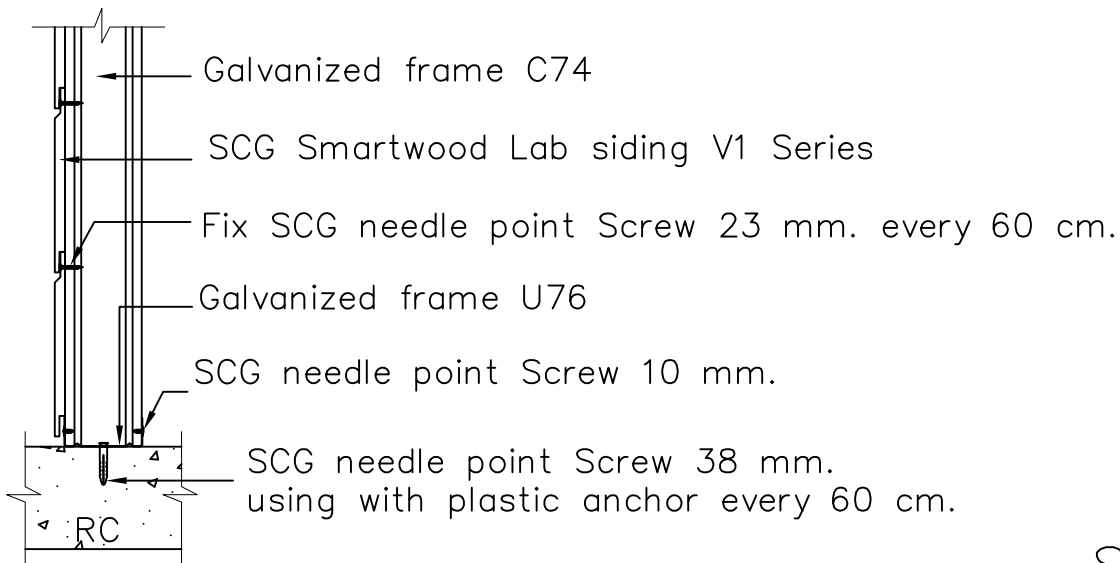 Galvanized frame C74
SCG Smartwood Lab siding V1 Series
Fix SCG needle point Screw 23 mm. every 60 cm.
Galvanized frame U76
SCG needle point Screw 10 mm.
SCG needle point Screw 38 mm.
using with plastic anchor every 60 cm.
RC